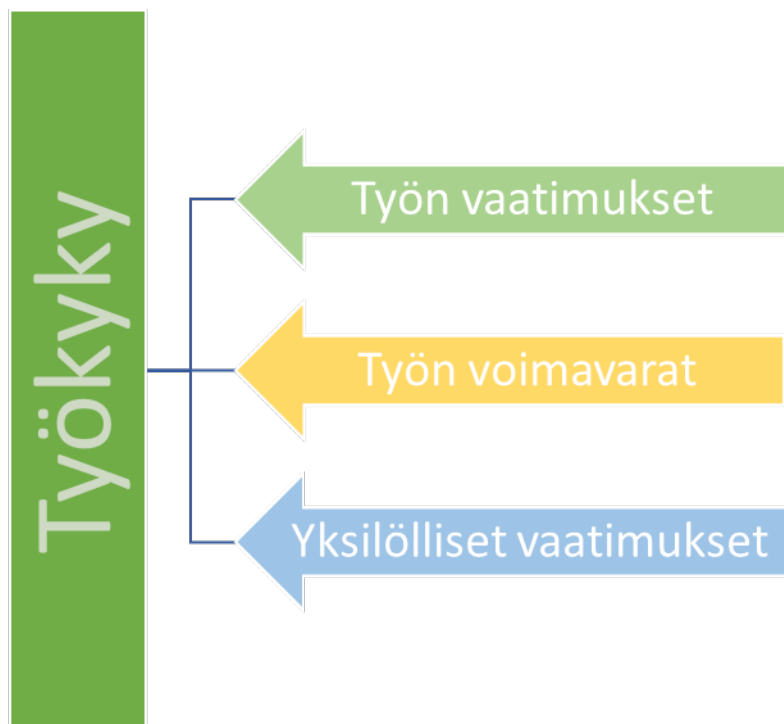 Työkyky
Työn vaatimukset
Työn voimavarat
Yksilölliset vaatimukset